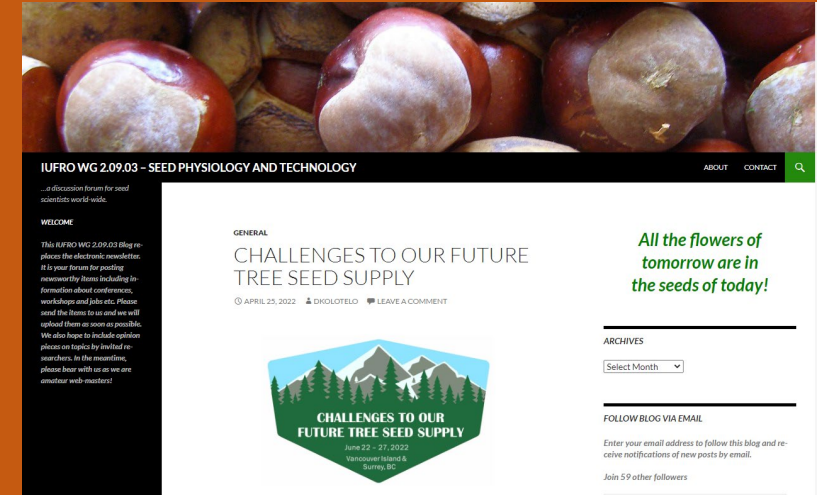 IUFRO WG 2.09.03 – SEED PHYSIOLOGY AND TECHNOLOGY
ABOUT CONTACT
...a discussion forum for seed
scientists world-wide.
WELCOME
This IUFRO WG 2.09.03 Blog re-
places the electronic newsletter.
It is your forum for posting
newsworthy items including in-
formation about conferences,
workshops and jobs etc. Please
send the items to us and we will
upload them as soon as possible.
We also hope to include opinion
pieces on topics by invited re-
searchers. In the meantime,
please bear with us as we are
amateur web-masters!
GENERAL
CHALLENGES TO OUR FUTURE
TREE SEED SUPPLY
APRIL 25, 2022 DKOLOTELO LEAVE A COMMENT
CHALLENGES TO OUR
FUTURE TREE SEED SUPPLY
June 22 – 27, 2022
Vancouver Island &
Surrey, BC
All the flowers of
tomorrow are in
the seeds of today!
ARCHIVES
Select Month
FOLLOW BLOG VIA EMAIL
Enter your email address to follow this blog and re-
ceive notifications of new posts by email.
Join 59 other followers